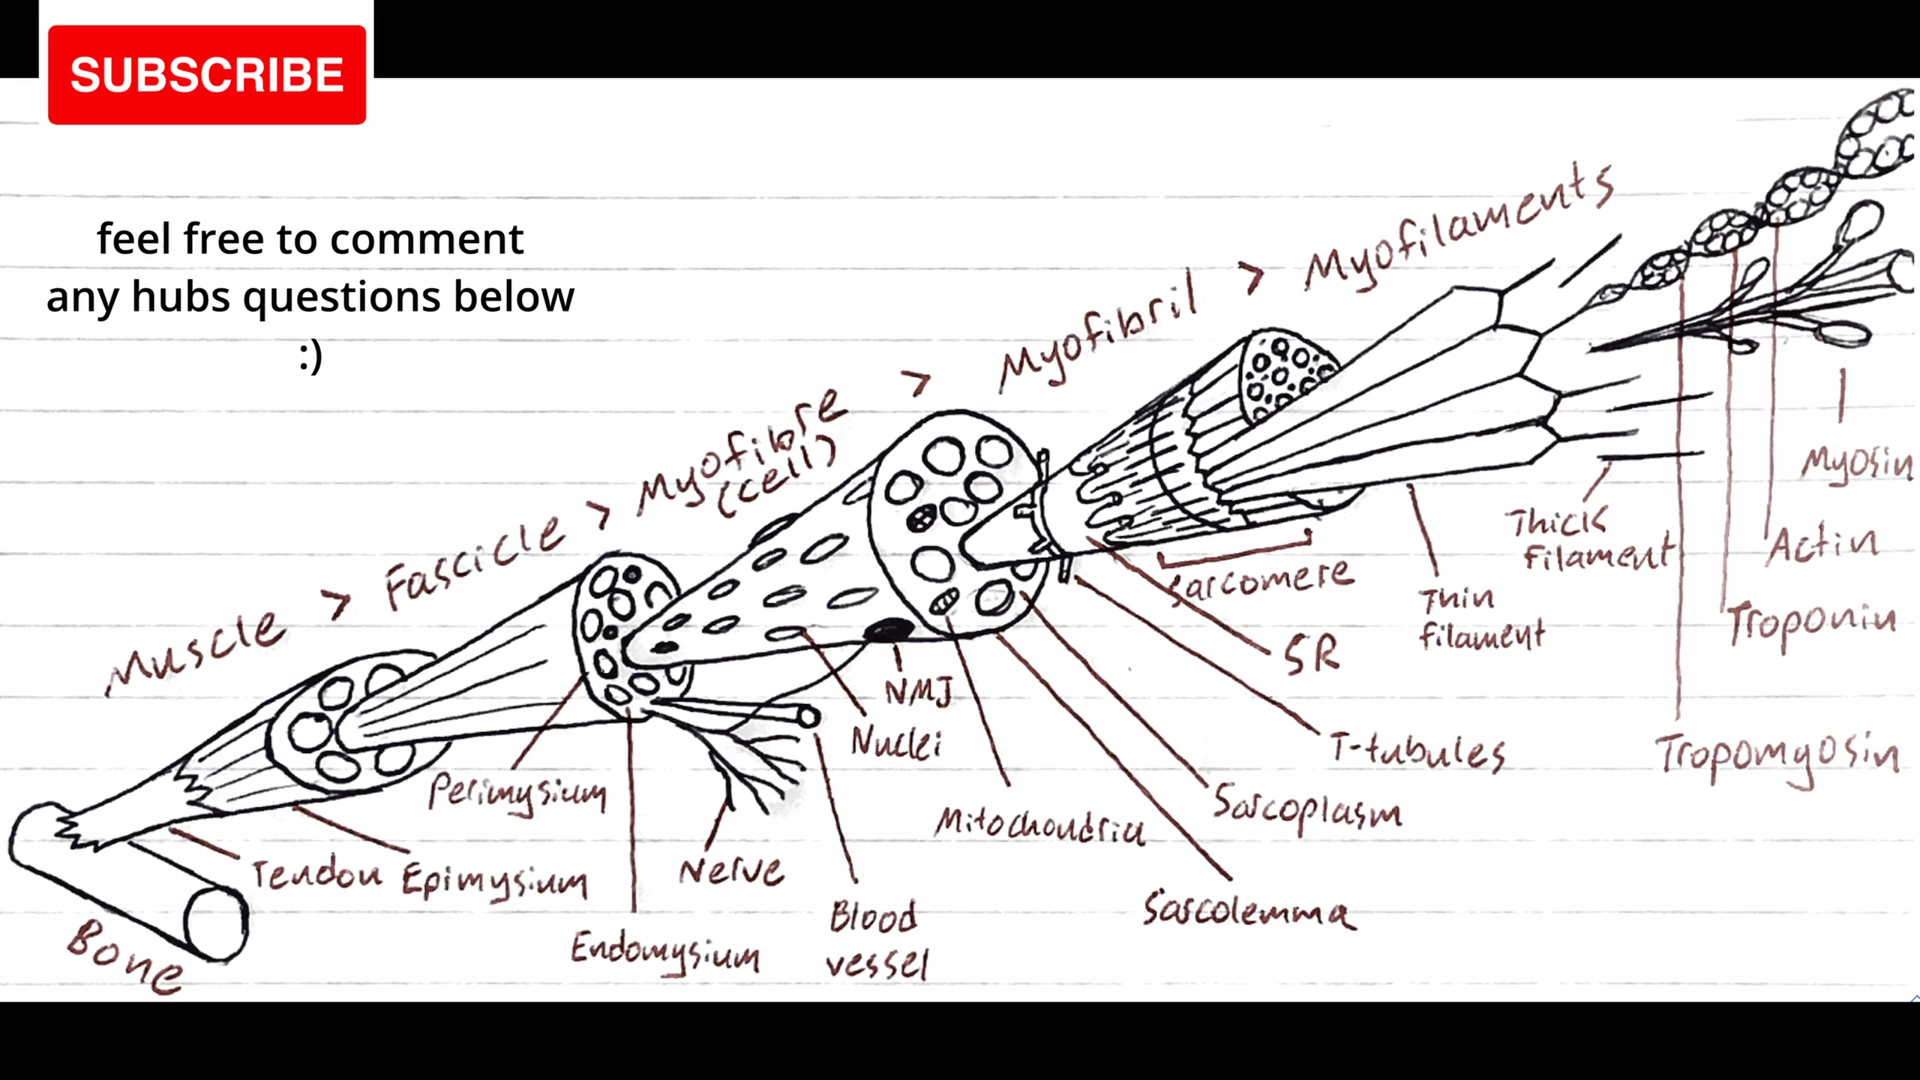 SUBSCRIBE
feel free to comment
any hubs questions below
:)
Muscle > Fascicle > Myofibre > Myofibril > Myofilaments
(cell)
Myosin
Thick
filament
Actin
Sarcomere
Thin
filament
Troponin
SR
NMJ
Nuclei
T-tubules
Tropomyosin
Perimysium
Mitochondria
Sarcoplasm
Tendon
Epimysium
Nerve
Blood
vessel
Sarcolemma
Endomysium
Bone